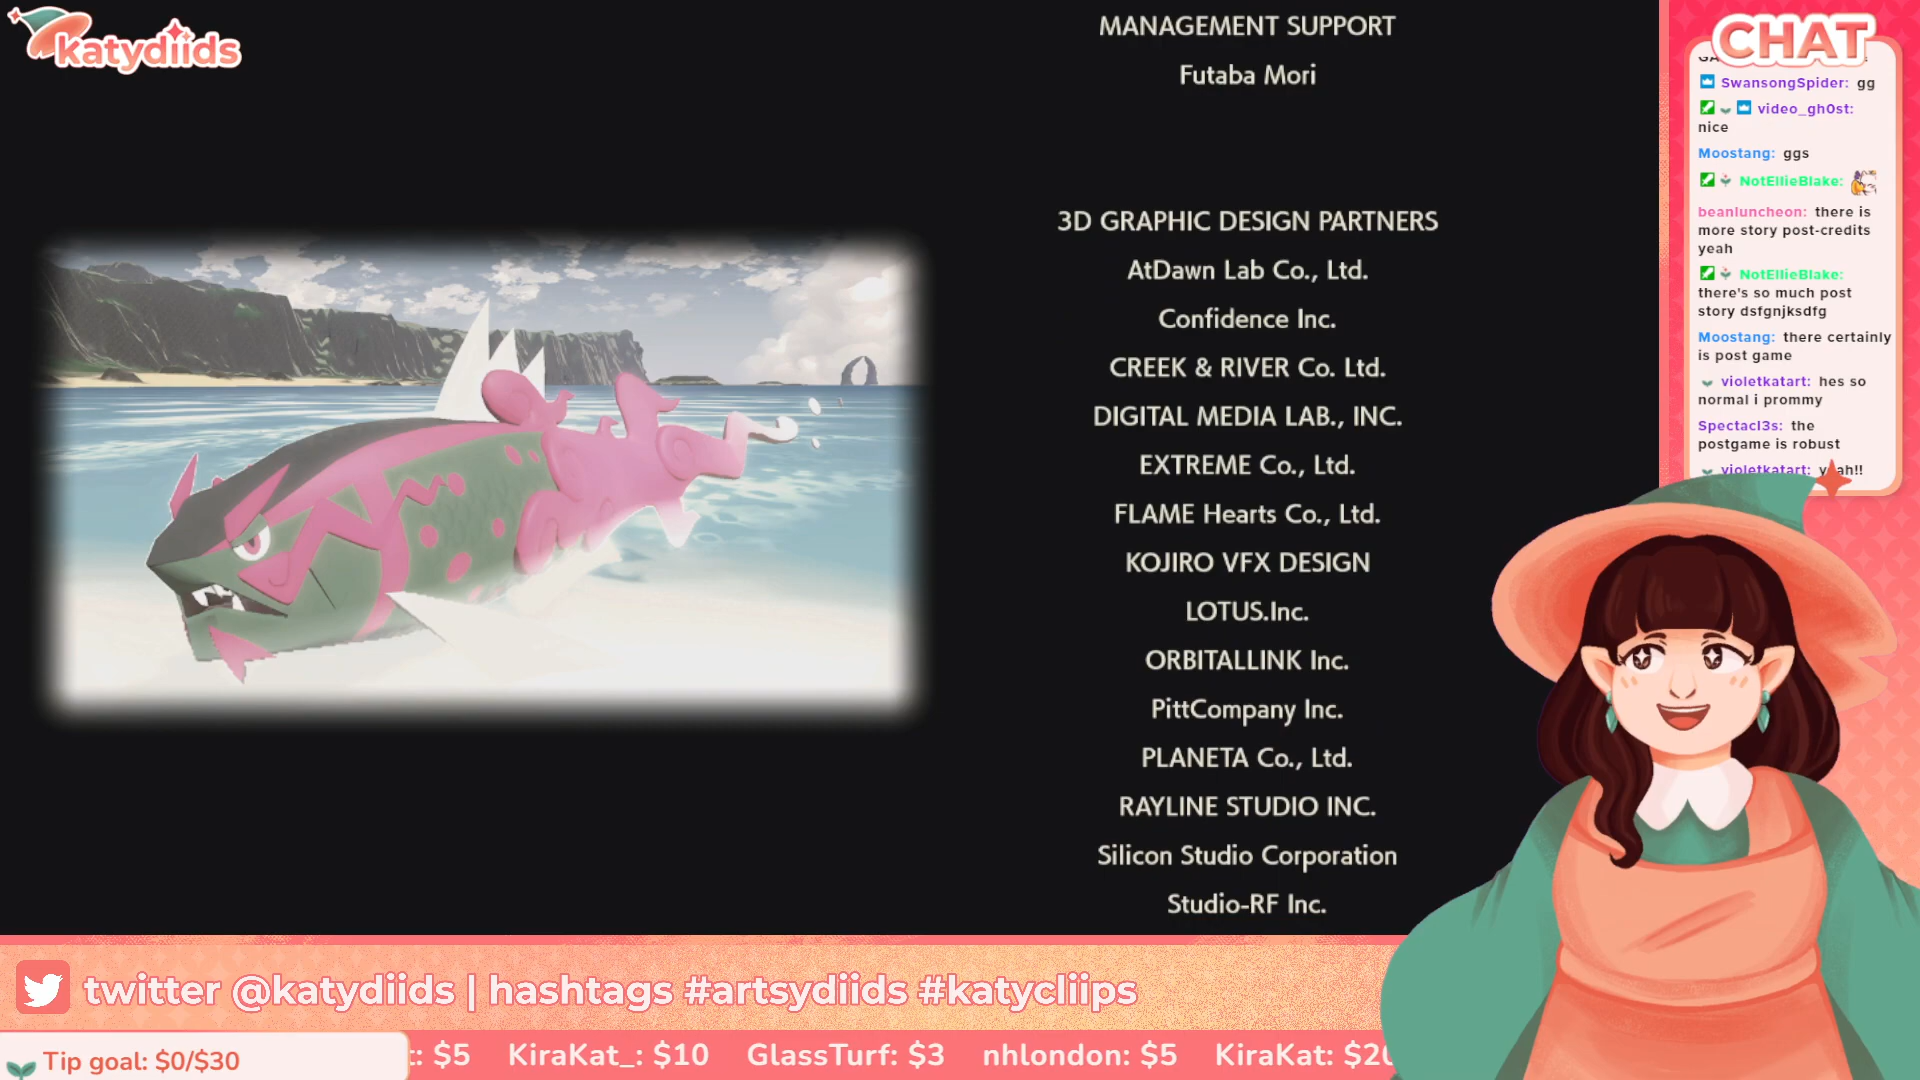 katydiids
MANAGEMENT SUPPORT
Futaba Mori
3D GRAPHIC DESIGN PARTNERS
AtDawn Lab Co., Ltd.
Confidence Inc.
CREEK & RIVER Co. Ltd.
DIGITAL MEDIA LAB., INC.
EXTREME Co., Ltd.
FLAME Hearts Co., Ltd.
KOJIRO VFX DESIGN
LOTUS.Inc.
ORBITALLINK Inc.
PittCompany Inc.
PLANETA Co., Ltd.
RAYLINE STUDIO INC.
Silicon Studio Corporation
Studio-RF Inc.
CHAT
SwansongSpider: gg
video_gh0st:
nice
Moostang: ggs
NotEllieBlake:
beanluncheon: there is
more story post-credits
yeah
NotEllieBlake:
there's so much post
story dsfgnjksdfg
Moostang: there certainly
is post game
violetkatart: hes so
normal i prommy
Spectacl3s: the
postgame is robust
violetkatart: yeah!!
twitter @katydiids | hashtags #artsydiids #katycliips
Tip goal: $0/$30
t: $5 KiraKat_: $10 GlassTurf: $3 nhlondon: $5 KiraKat: $20